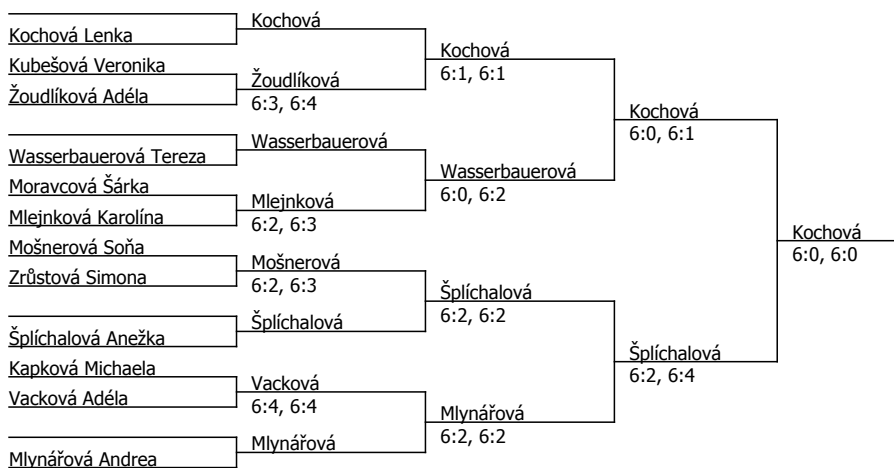 Kochová Lenka
Kubešová Veronika
Žoudlíková Adéla
Wasserbauerová Tereza
Moravcová Šárka
Mlejnková Karolína
Mošnerová Soňa
Zrůstová Simona
Šplíchalová Anežka
Kapková Michaela
Vacková Adéla
Mlynářová Andrea
Kochová
Žoudlíková
6:3, 6:4
Wasserbauerová
Mlejnková
6:2, 6:3
Mošnerová
6:2, 6:3
Šplíchalová
Vacková
6:4, 6:4
Mlynářová
Kochová
6:1, 6:1
Wasserbauerová
6:0, 6:2
Šplíchalová
6:2, 6:2
Mlynářová
6:2, 6:2
Kochová
6:0, 6:1
Šplíchalová
6:2, 6:4
Kochová
6:0, 6:0